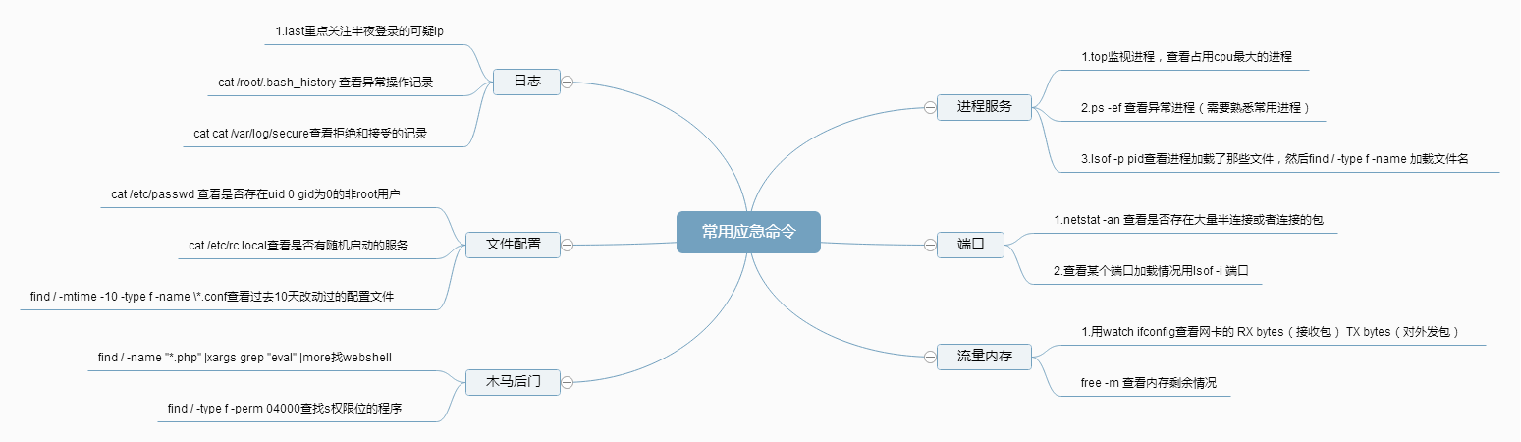 常用应急命令
日志
1.last重点关注半夜登录的可疑ip
cat /root/.bash_history 查看异常操作记录
cat cat /var/log/secure查看拒绝和接受的记录
文件配置
cat /etc/passwd 查看是否存在uid 0 gid为0的非root用户
cat /etc/rc.local查看是否有随机启动的服务
find / -mtime -10 -type f -name \*.conf查看过去10天改动过的配置文件
木马后门
find / -name "*.php" |xargs grep "eval" |more找webshell
find / -type f -perm 04000查找s权限位的程序
进程服务
1.top监视进程，查看占用cpu最大的进程
2.ps -ef 查看异常进程（需要熟悉常用进程）
3.lsof -p pid查看进程加载了那些文件，然后find / -type f -name 加载文件名
端口
1.netstat -an 查看是否存在大量半连接或者连接的包
2.查看某个端口加载情况用lsof -i 端口
流量内存
1.用watch ifconfig查看网卡的 RX bytes（接收包） TX bytes（对外发包）
free -m 查看内存剩余情况